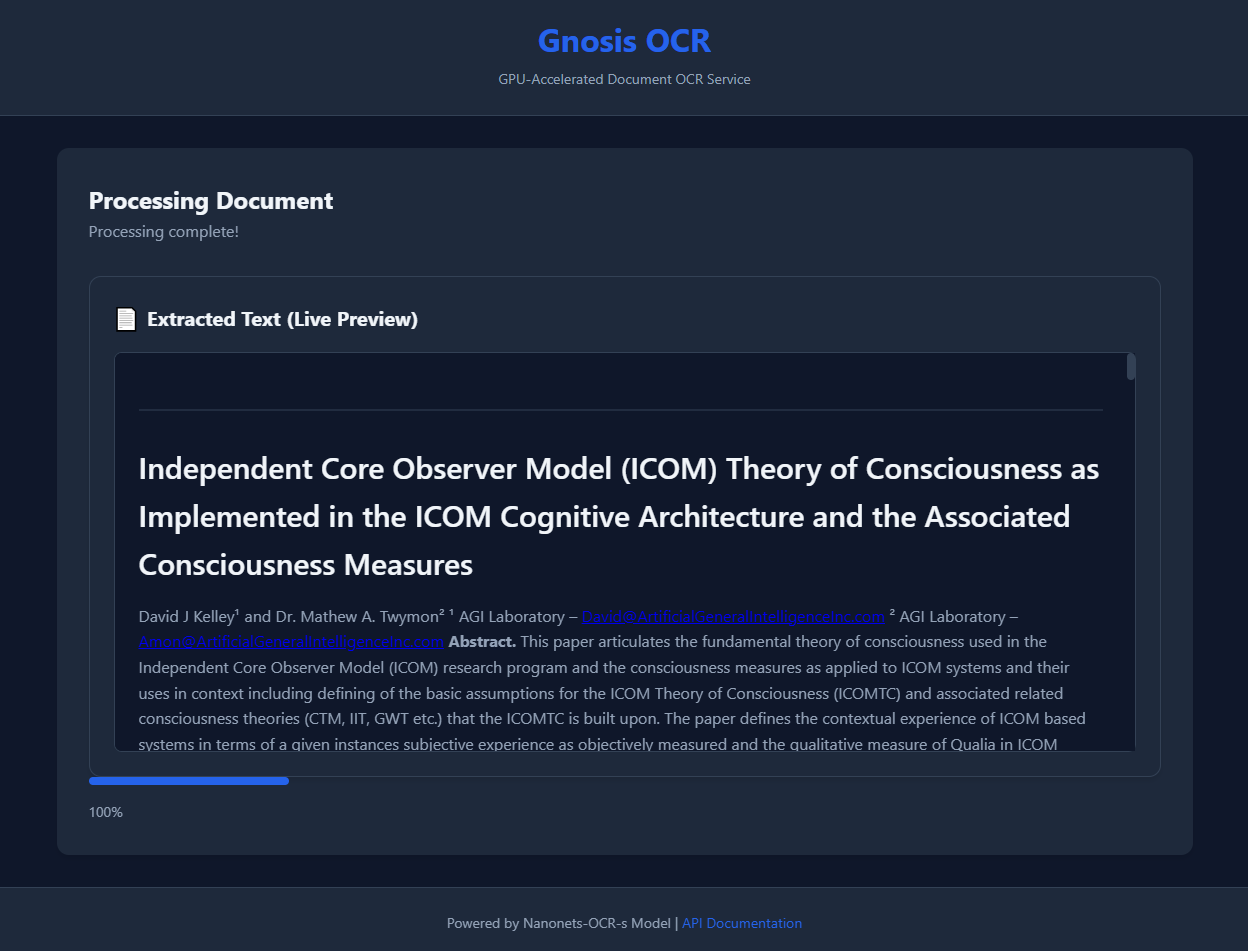 Gnosis OCR
GPU-Accelerated Document OCR Service
Processing Document
Processing complete!
Extracted Text (Live Preview)
Independent Core Observer Model (ICOM) Theory of Consciousness as
Implemented in the ICOM Cognitive Architecture and the Associated
Consciousness Measures
David J Kelley¹ and Dr. Mathew A. Twymon² ¹ AGI Laboratory – David@ArtificialGeneralIntelligenceInc.com ² AGI Laboratory –
Amon@ArtificialGeneralIntelligenceInc.com Abstract. This paper articulates the fundamental theory of consciousness used in the
Independent Core Observer Model (ICOM) research program and the consciousness measures as applied to ICOM systems and their
uses in context including defining of the basic assumptions for the ICOM Theory of Consciousness (ICOMTC) and associated related
consciousness theories (CTM, IIT, GWT etc.) that the ICOMTC is built upon. The paper defines the contextual experience of ICOM based
systems in terms of a given instances subjective experience as objectively measured and the qualitative measure of Qualia in ICOM
100%
Powered by Nanonets-OCR-s Model | API Documentation